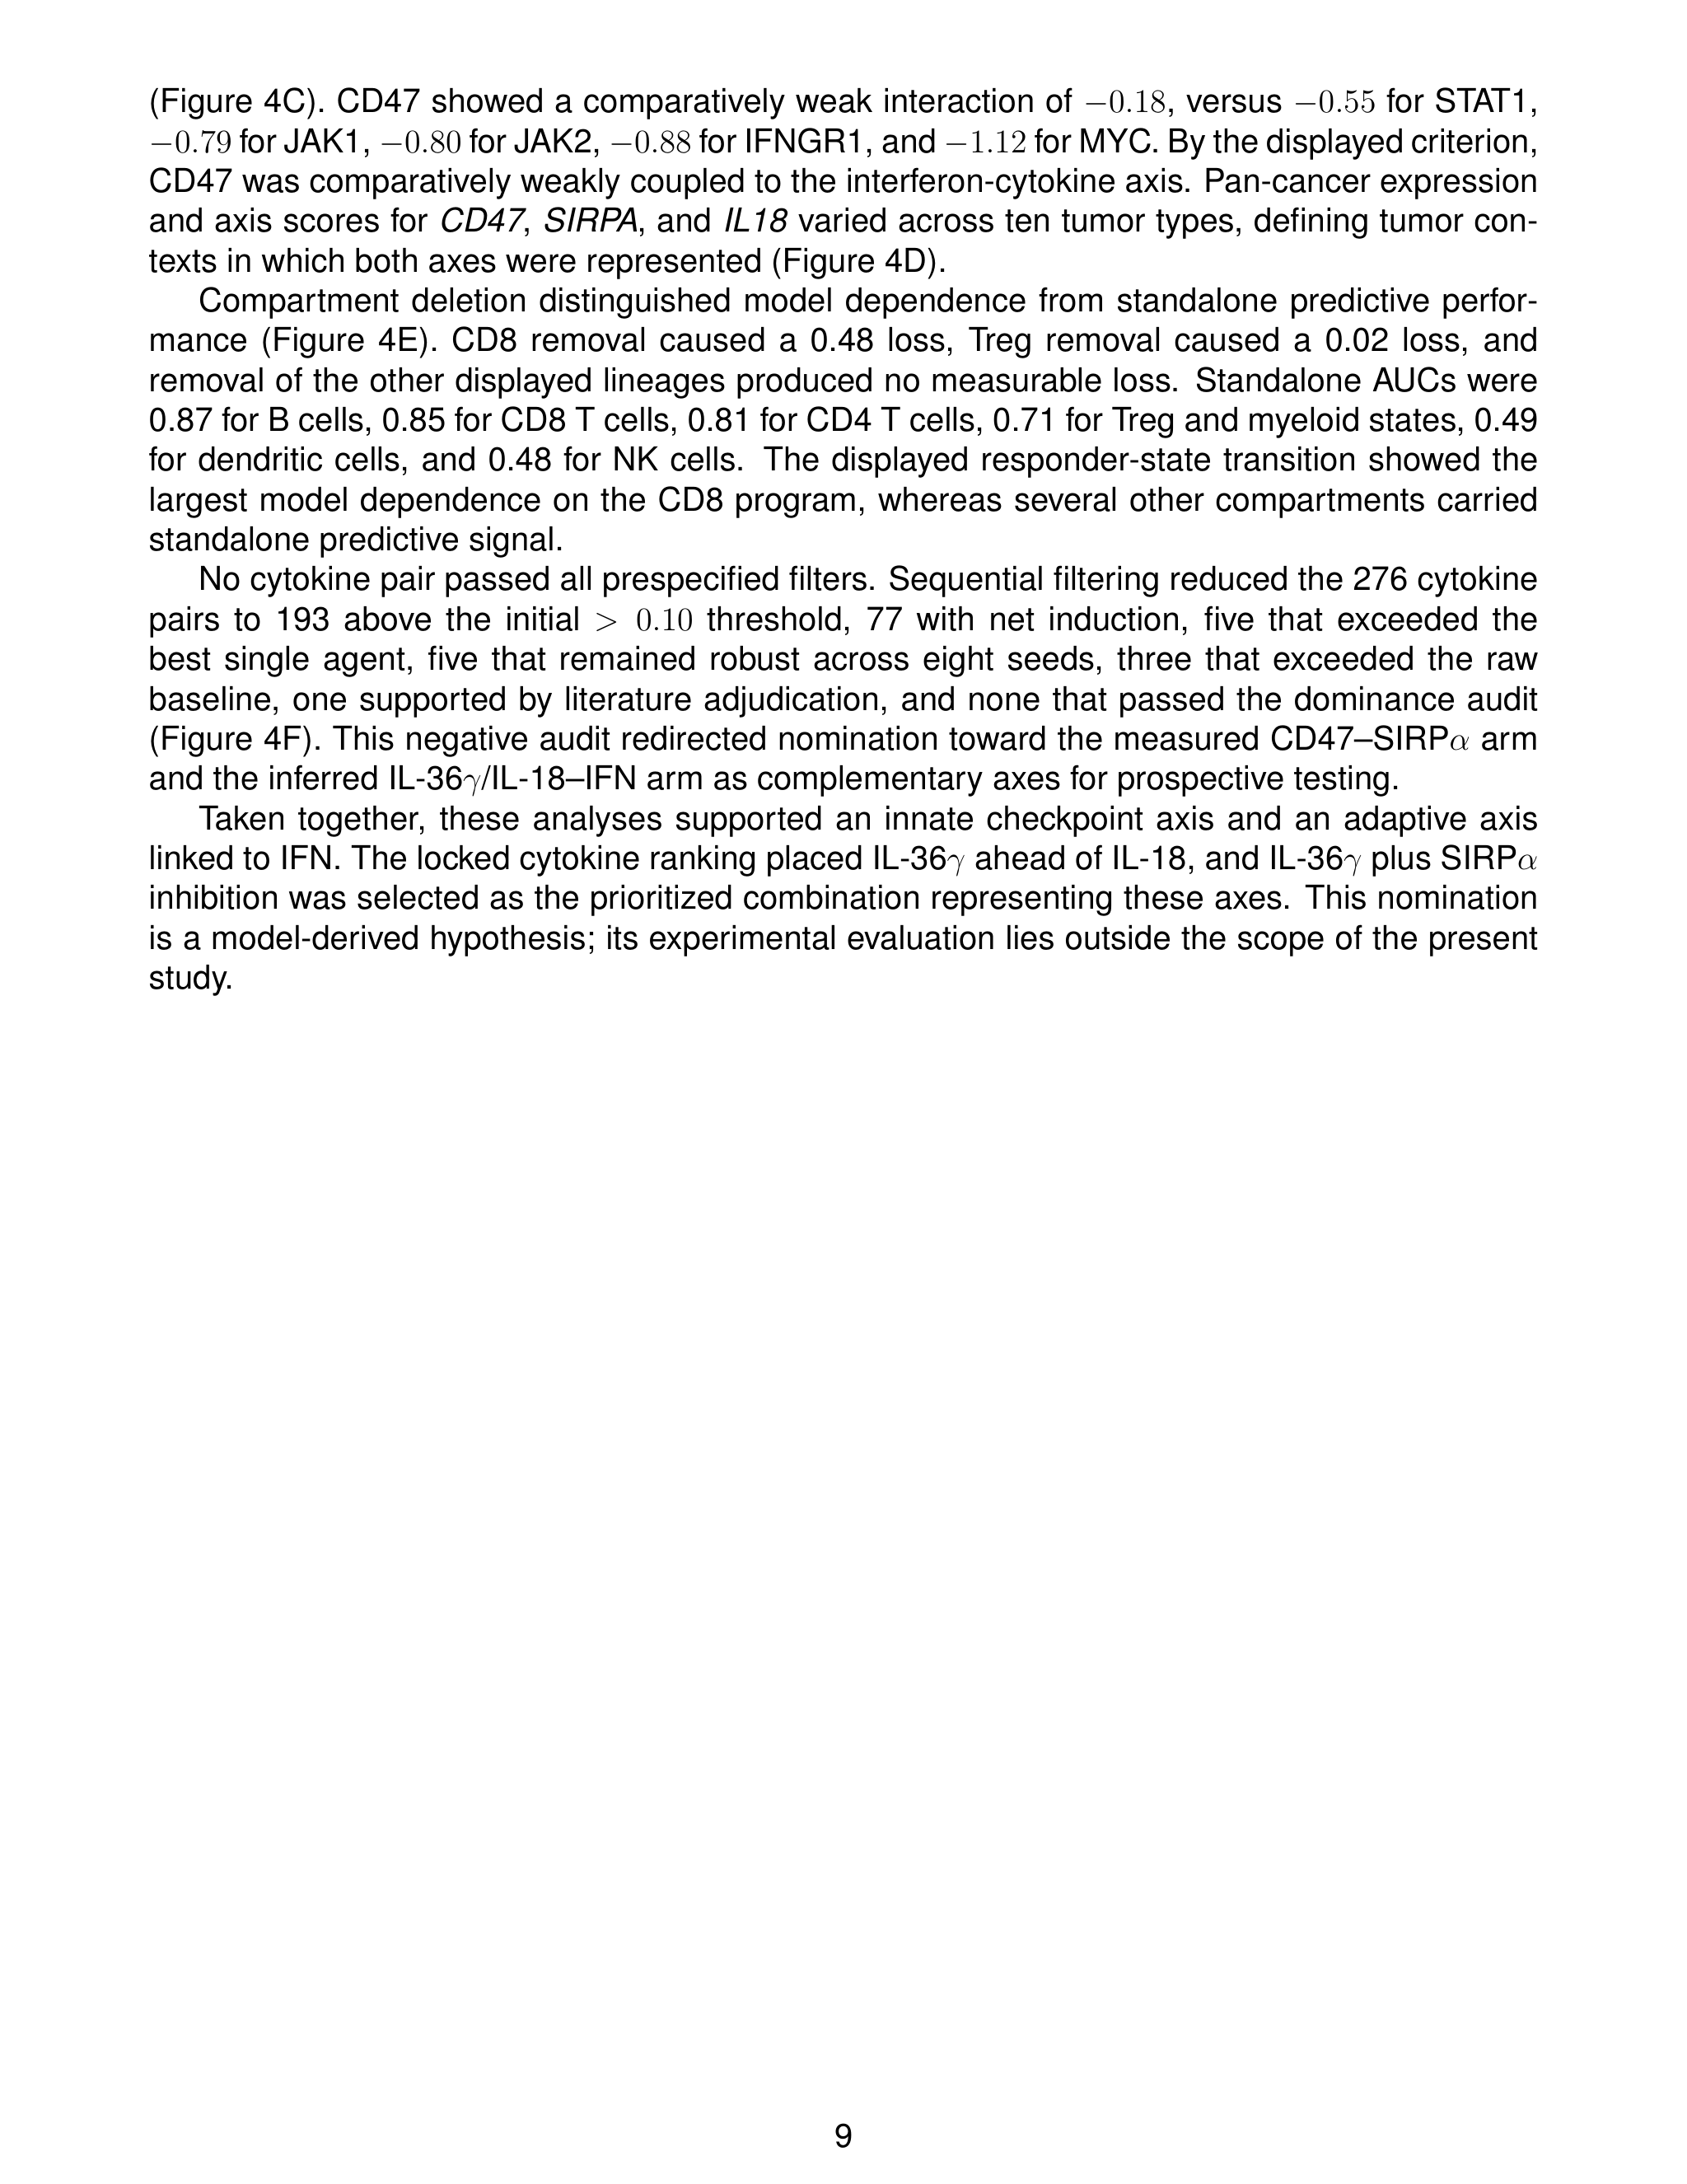 (Figure 4C). CD47 showed a comparatively weak interaction of −0.18, versus −0.55 for STAT1,
−0.79 for JAK1, −0.80 for JAK2, −0.88 for IFNGR1, and −1.12 for MYC. By the displayed criterion,
CD47 was comparatively weakly coupled to the interferon-cytokine axis. Pan-cancer expression
and axis scores for CD47, SIRPA, and IL18 varied across ten tumor types, defining tumor con-
texts in which both axes were represented (Figure 4D).
Compartment deletion distinguished model dependence from standalone predictive perfor-
mance (Figure 4E). CD8 removal caused a 0.48 loss, Treg removal caused a 0.02 loss, and
removal of the other displayed lineages produced no measurable loss. Standalone AUCs were
0.87 for B cells, 0.85 for CD8 T cells, 0.81 for CD4 T cells, 0.71 for Treg and myeloid states, 0.49
for dendritic cells, and 0.48 for NK cells. The displayed responder-state transition showed the
largest model dependence on the CD8 program, whereas several other compartments carried
standalone predictive signal.
No cytokine pair passed all prespecified filters. Sequential filtering reduced the 276 cytokine
pairs to 193 above the initial > 0.10 threshold, 77 with net induction, five that exceeded the
best single agent, five that remained robust across eight seeds, three that exceeded the raw
baseline, one supported by literature adjudication, and none that passed the dominance audit
(Figure 4F). This negative audit redirected nomination toward the measured CD47–SIRPα arm
and the inferred IL-36γ/IL-18–IFN arm as complementary axes for prospective testing.
Taken together, these analyses supported an innate checkpoint axis and an adaptive axis
linked to IFN. The locked cytokine ranking placed IL-36γ ahead of IL-18, and IL-36γ plus SIRPα
inhibition was selected as the prioritized combination representing these axes. This nomination
is a model-derived hypothesis; its experimental evaluation lies outside the scope of the present
study.
9